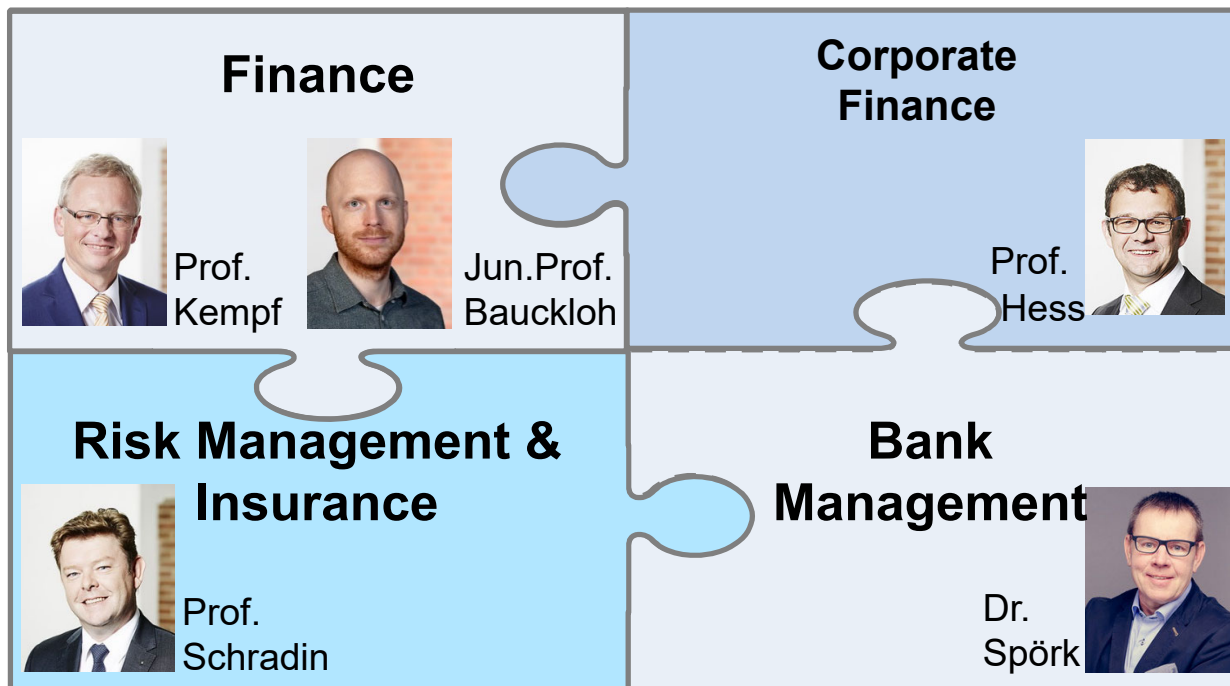 Finance
Prof.
Kempf
Jun.Prof.
Bauckloh
Corporate
Finance
Prof.
Hess
Risk Management &
Insurance
Prof.
Schradin
Bank
Management
Dr.
Spörk